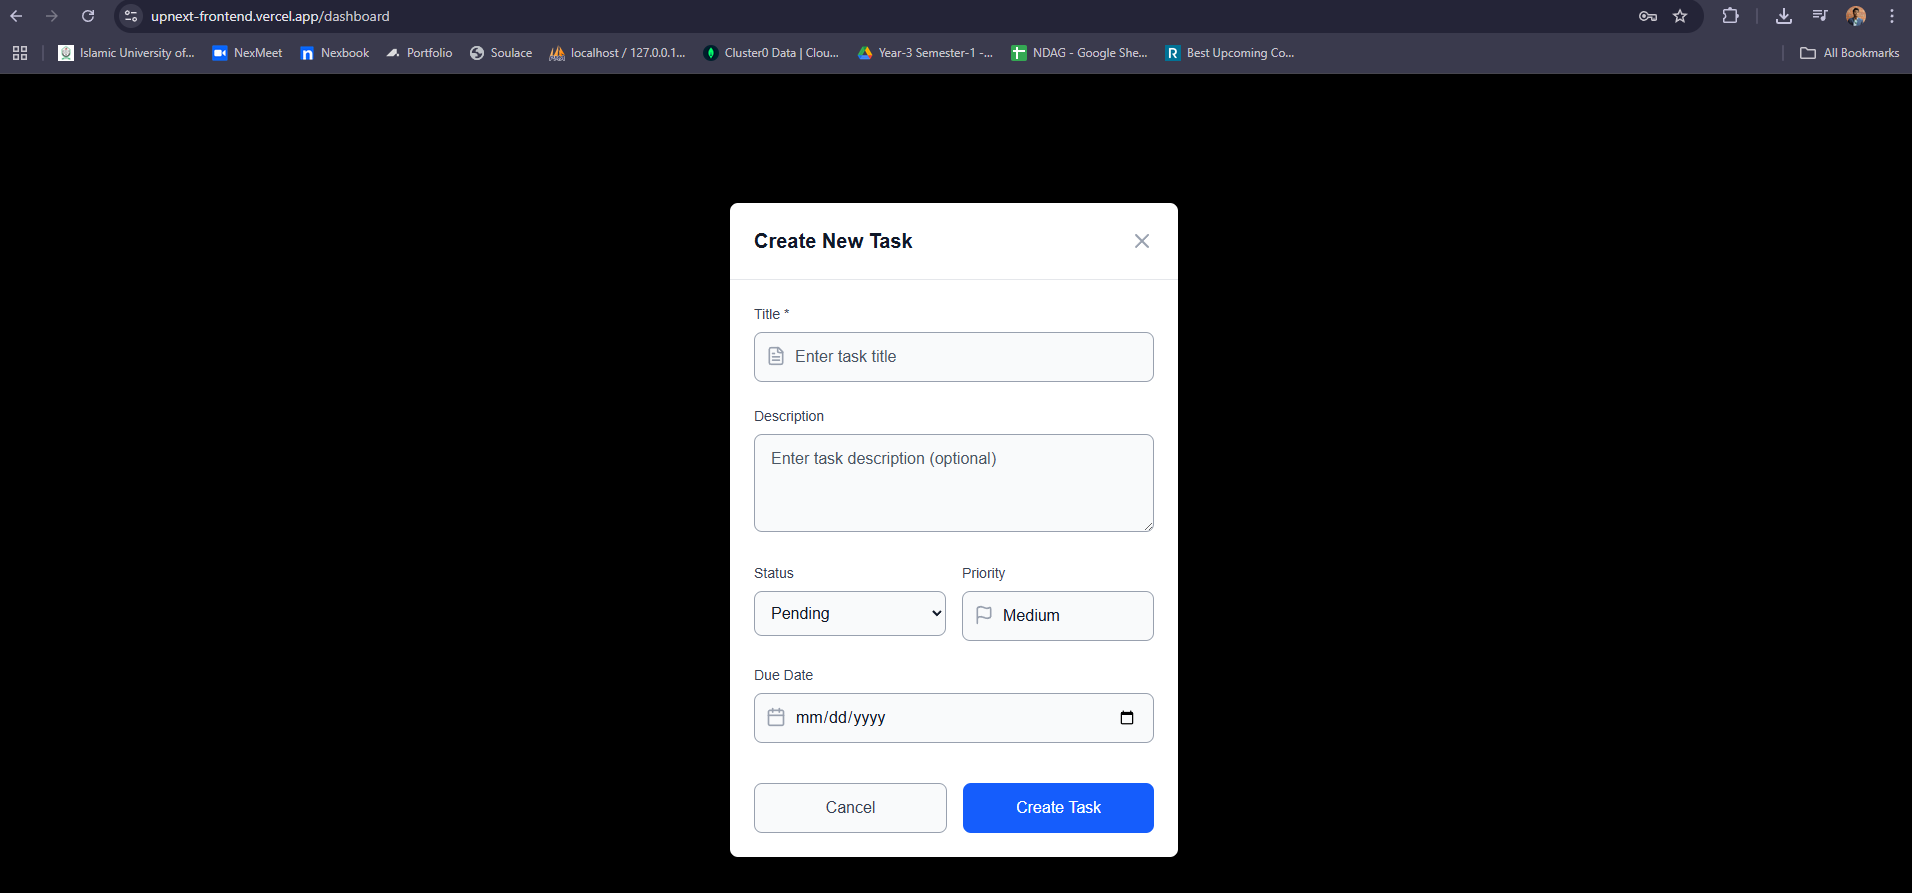 upnext-frontend.vercel.app/dashboard
Islamic University of...
NexMeet
Nexbook
Portfolio
Soulace
localhost / 127.0.0.1...
Cluster0 Data | Clou...
Year-3 Semester-1 -...
NDAG - Google She...
Best Upcoming Co...
All Bookmarks
Create New Task
Title *
Enter task title
Description
Enter task description (optional)
Status
Priority
Pending
Medium
Due Date
mm/dd/yyyy
Cancel
Create Task